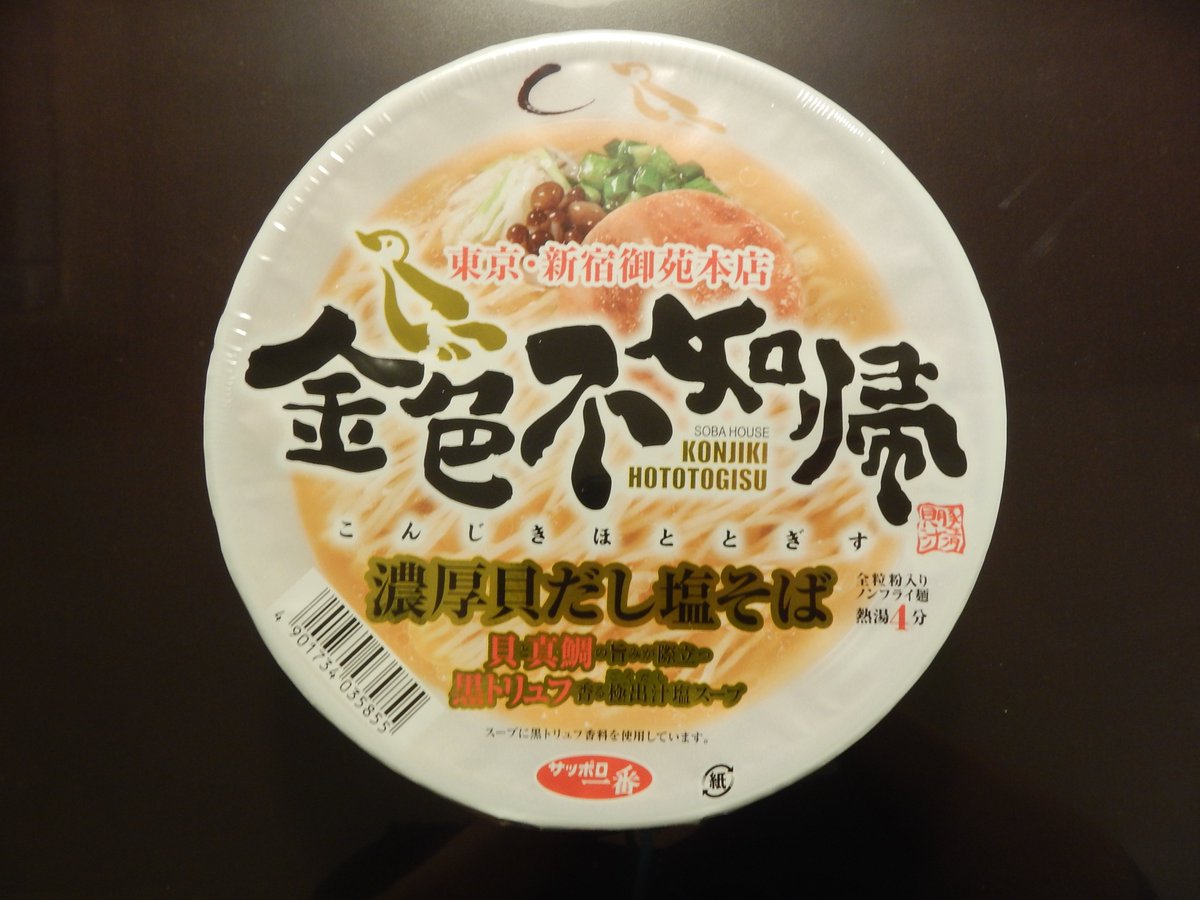 東京・新宿御苑本店
金色不如帰
SOBA HOUSE
KONJIKI
HOTOTOGISU
こんじきほととぎす
濃厚貝だし塩そば
全粒粉入り
ノンフライ麺
熱湯4分
貝と真鯛の旨みが際立つ
黒トリュフ香る極出汁塩スープ
スープに黒トリュフ香料を使用しています。
4 901734 035855
サッポロ一番
紙